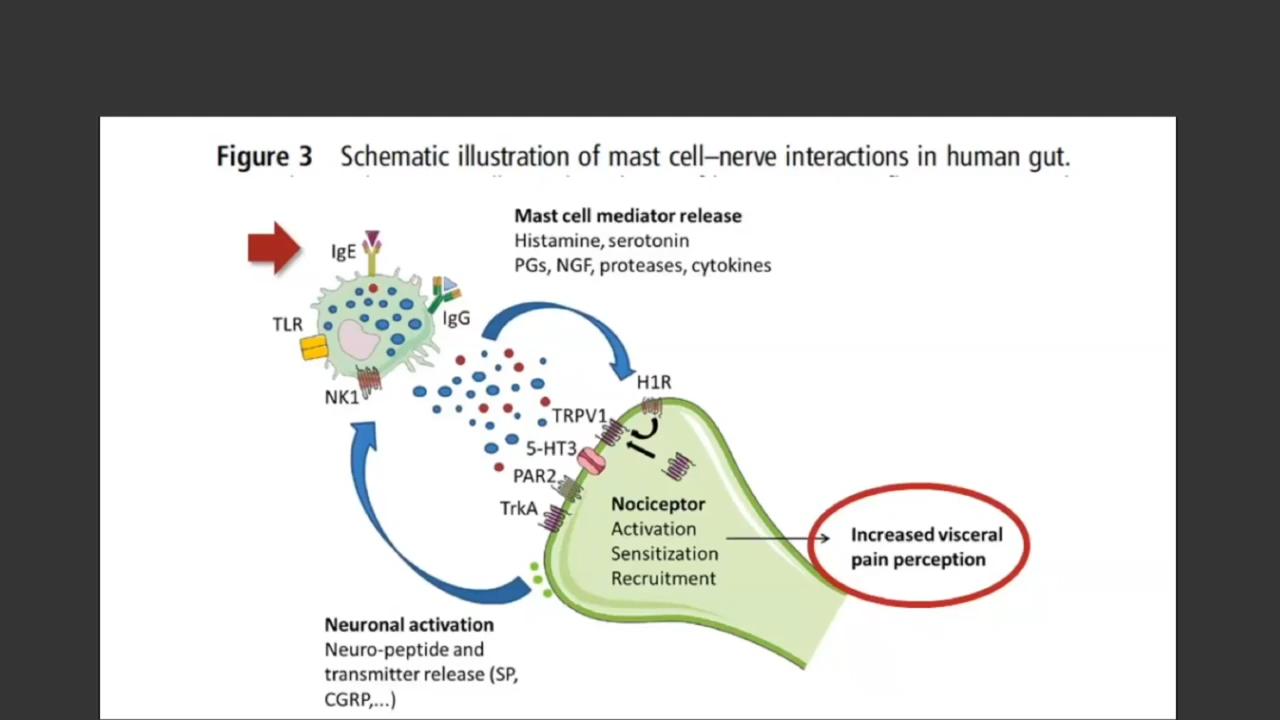 Figure 3 Schematic illustration of mast cell–nerve interactions in human gut.
Mast cell mediator release
Histamine, serotonin
PGs, NGF, proteases, cytokines
IgE
IgG
TLR
NK1
H1R
TRPV1
5-HT3
PAR2
TrkA
Nociceptor
Activation
Sensitization
Recruitment
Increased visceral
pain perception
Neuronal activation
Neuro-peptide and
transmitter release (SP,
CGRP,...)